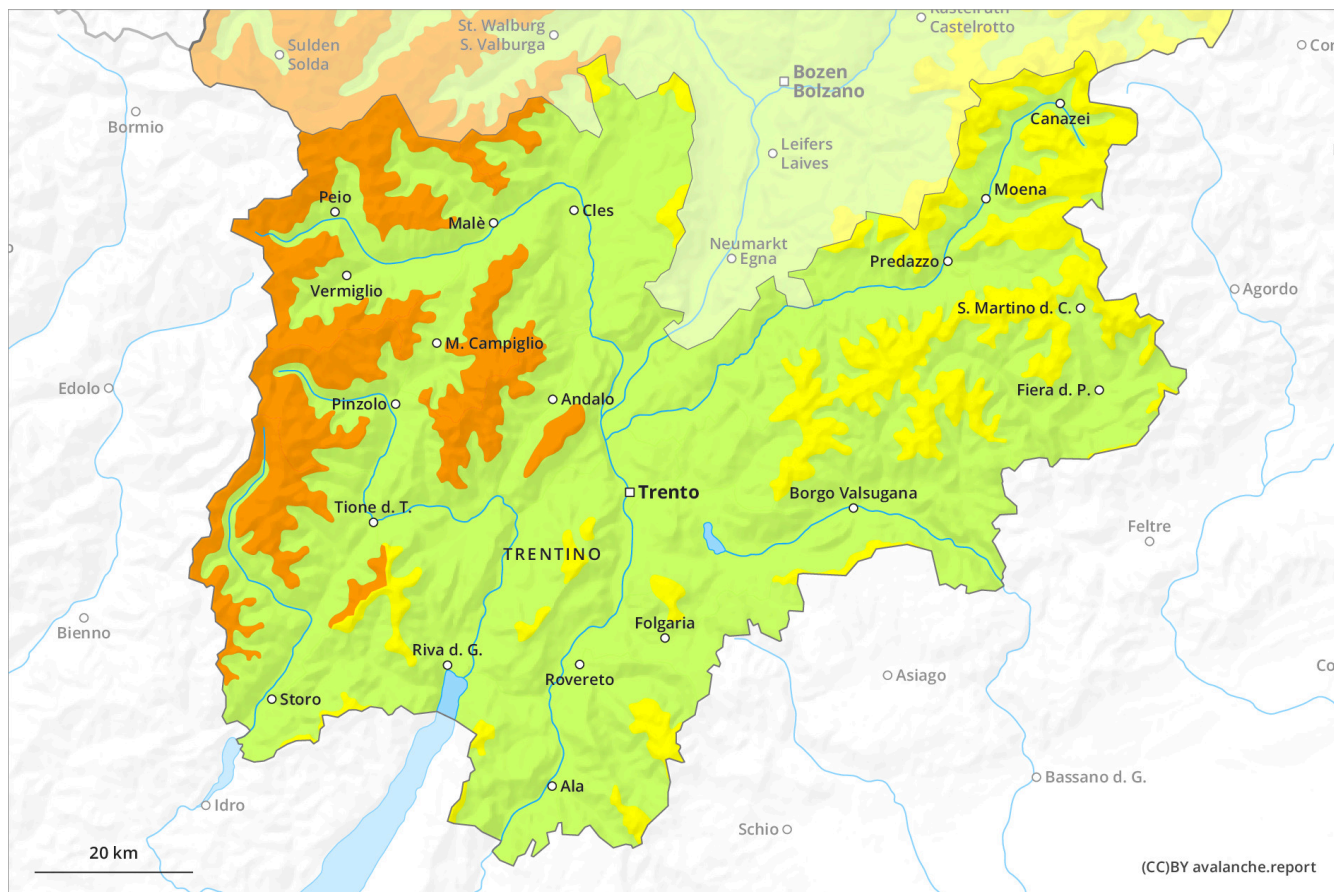 Kastelruth
Castelrotto
St. Walburg
S. Valburga
Sulden
Solda
Bozen
Bolzano
Bormio
Canazei
Leifers
Laives
Moena
Peio
Malè
Cles
Neumarkt
Egna
Predazzo
Vermiglio
Agordo
S. Martino d. C.
M. Campiglio
Edolo
Pinzolo
Andalo
Fiera d. P.
Trento
Borgo Valsugana
Tione d. T.
Feltre
TRENTINO
Bienno
Folgaria
Riva d. G.
Rovereto
Asiago
Storo
Bassano d. G.
Ala
Idro
Schio
20 km
(CC)BY avalanche.report